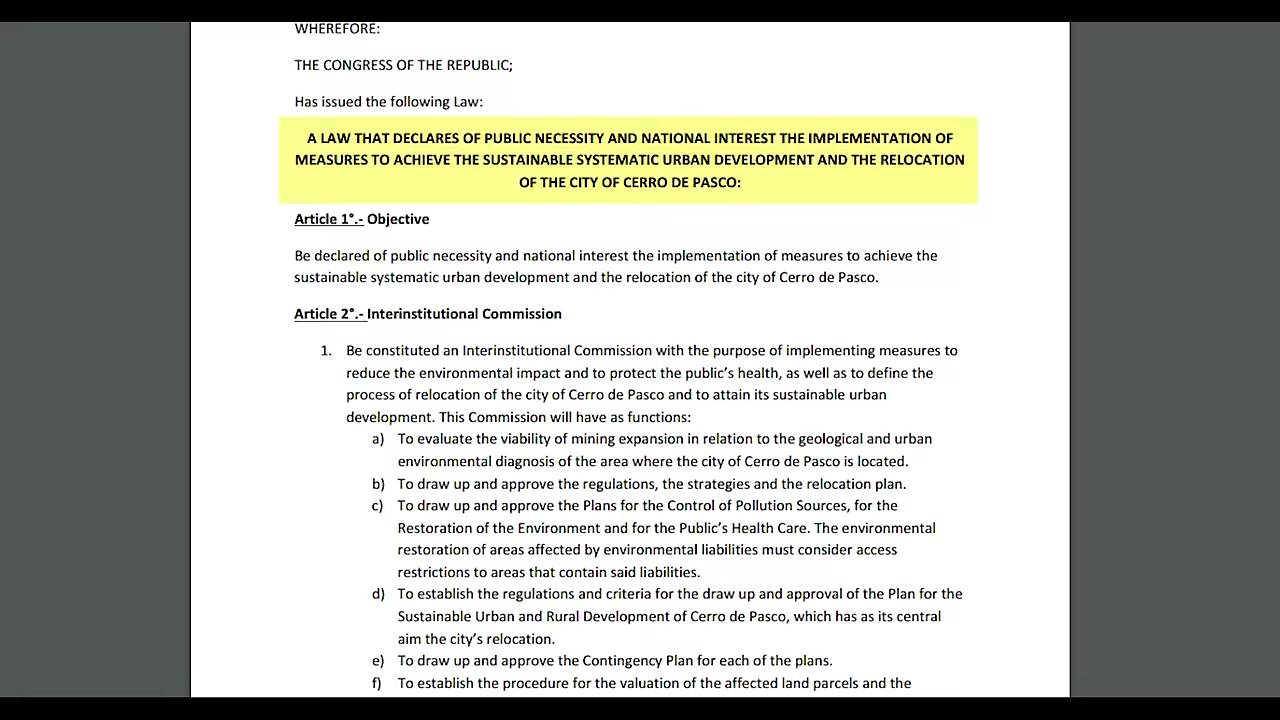 WHEREFORE:
THE CONGRESS OF THE REPUBLIC;
Has issued the following Law:
A LAW THAT DECLARES OF PUBLIC NECESSITY AND NATIONAL INTEREST THE IMPLEMENTATION OF
MEASURES TO ACHIEVE THE SUSTAINABLE SYSTEMATIC URBAN DEVELOPMENT AND THE RELOCATION
OF THE CITY OF CERRO DE PASCO:
Article 1°.- Objective
Be declared of public necessity and national interest the implementation of measures to achieve the
sustainable systematic urban development and the relocation of the city of Cerro de Pasco.
Article 2°.- Interinstitutional Commission
1. Be constituted an Interinstitutional Commission with the purpose of implementing measures to
reduce the environmental impact and to protect the public's health, as well as to define the
process of relocation of the city of Cerro de Pasco and to attain its sustainable urban
development. This Commission will have as functions:
a) To evaluate the viability of mining expansion in relation to the geological and urban
environmental diagnosis of the area where the city of Cerro de Pasco is located.
b) To draw up and approve the regulations, the strategies and the relocation plan.
c) To draw up and approve the Plans for the Control of Pollution Sources, for the
Restoration of the Environment and for the Public's Health Care. The environmental
restoration of areas affected by environmental liabilities must consider access
restrictions to areas that contain said liabilities.
d) To establish the regulations and criteria for the draw up and approval of the Plan for the
Sustainable Urban and Rural Development of Cerro de Pasco, which has as its central
aim the city's relocation.
e) To draw up and approve the Contingency Plan for each of the plans.
f) To establish the procedure for the valuation of the affected land parcels and the